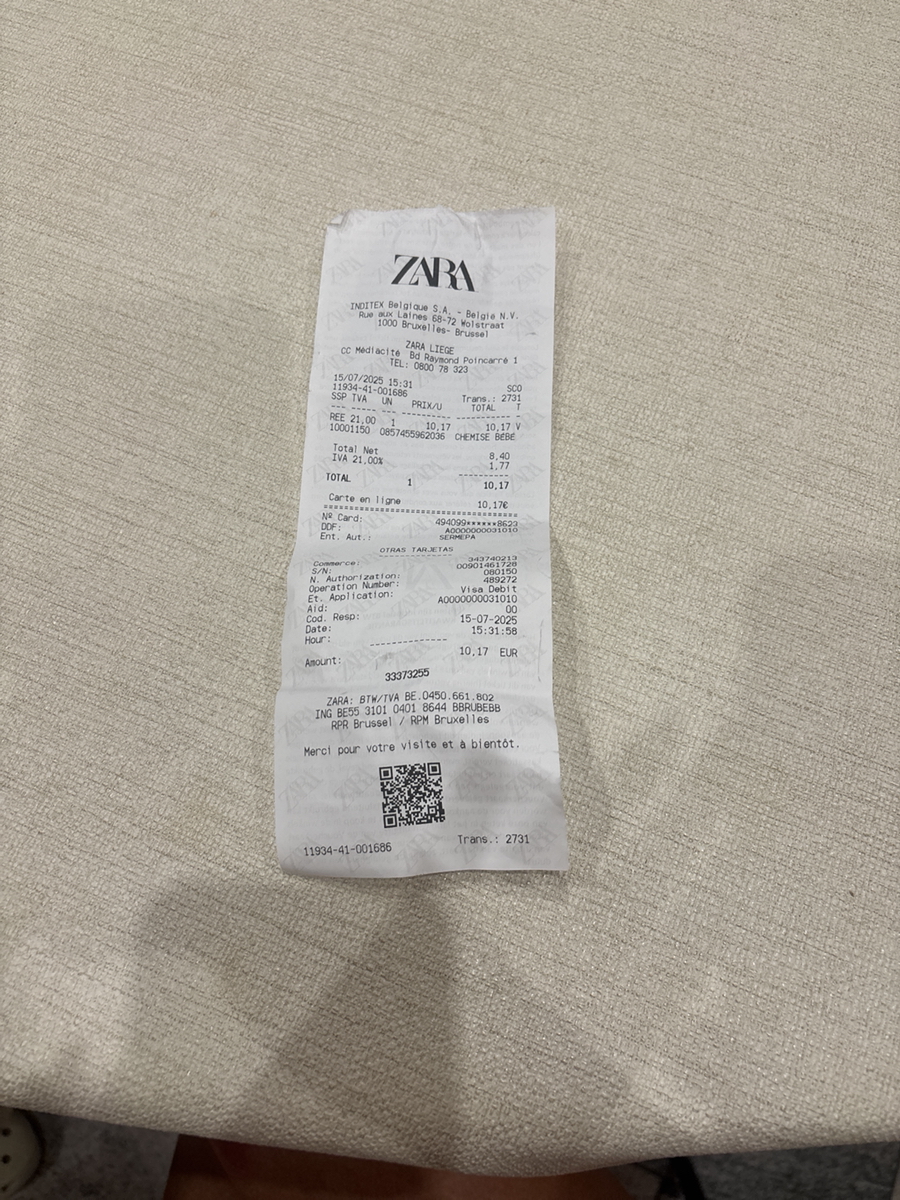 ZARA
INDITEX Belgique S.A. - Belgie N.V.
Rue aux Laines 68-72 Wolstraat
1000 Bruxelles- Brussel
ZARA LIEGE
CC Médiacité Bd Raymond Poincarré 1
TEL: 0800 78 323
15/07/2025 15:31 SCO
11934-41-001686 Trans.: 2731
SSP TVA UN PRIX/U TOTAL T
REE 21,00 1 10,17 10,17 V
10001150 0857455962036 CHEMISE BÉBÉ
Total Net 8,40
IVA 21,00% 1,77
TOTAL 1 10,17
Carte en ligne 10,17€
Nº Card: 494099******8623
DDF: A0000000031010
Ent. Aut.: SERMEPA
OTRAS TARJETAS
Commerce: 343740213
S/N: 00901461728
N. Authorization: 080150
Operation Number: 489272
Et. Application: Visa Debit
Aid: A0000000031010
Cod. Resp: 00
Date: 15-07-2025
Hour: 15:31:58
Amount: 10,17 EUR
33373255
ZARA: BTW/TVA BE.0450.661.802
ING BE55 3101 0401 8644 BBRUBEBB
RPR Brussel / RPM Bruxelles
Merci pour votre visite et à bientôt.
11934-41-001686 Trans.: 2731